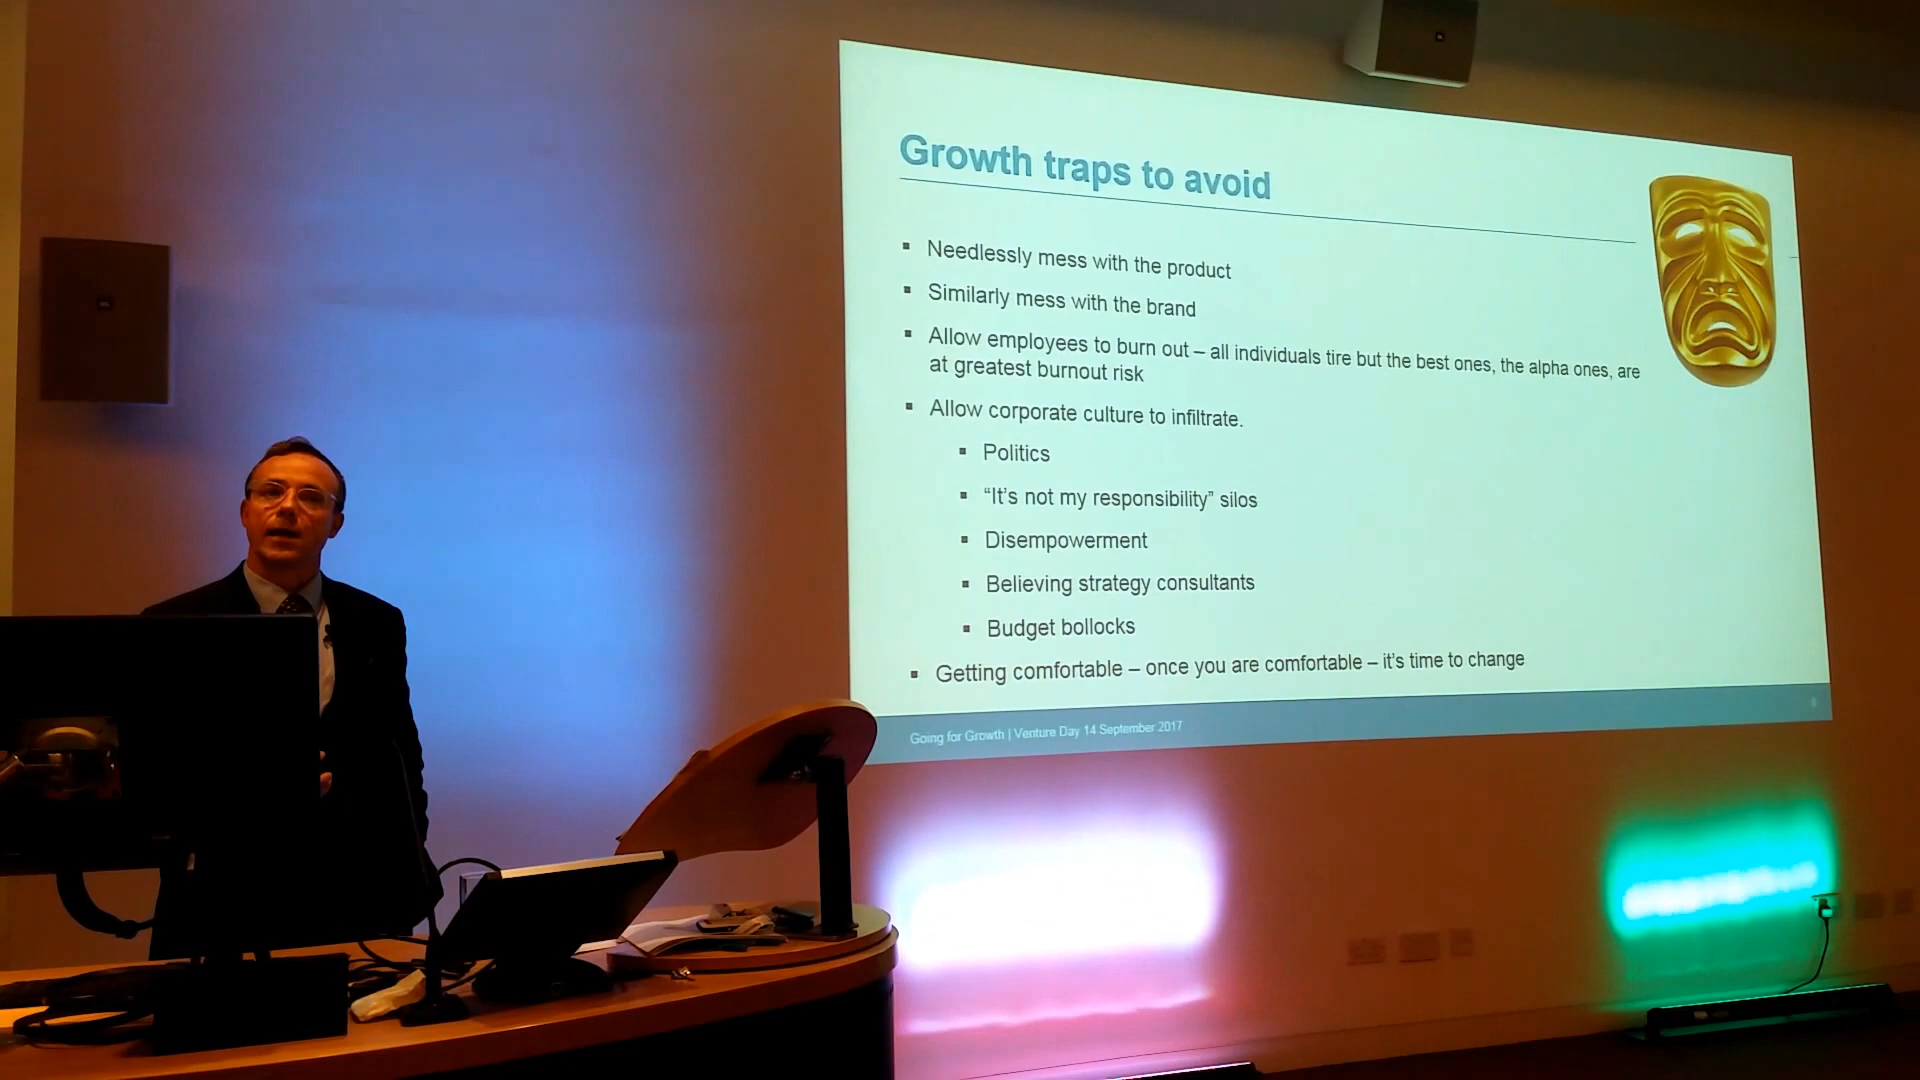 Growth traps to avoid
▪ Needlessly mess with the product
▪ Similarly mess with the brand
▪ Allow employees to burn out – all individuals tire but the best ones, the alpha ones, are
at greatest burnout risk
▪ Allow corporate culture to infiltrate.
▪ Politics
▪ “It’s not my responsibility” silos
▪ Disempowerment
▪ Believing strategy consultants
▪ Budget bollocks
▪ Getting comfortable – once you are comfortable – it’s time to change
Going for Growth | Venture Day 14 September 2017